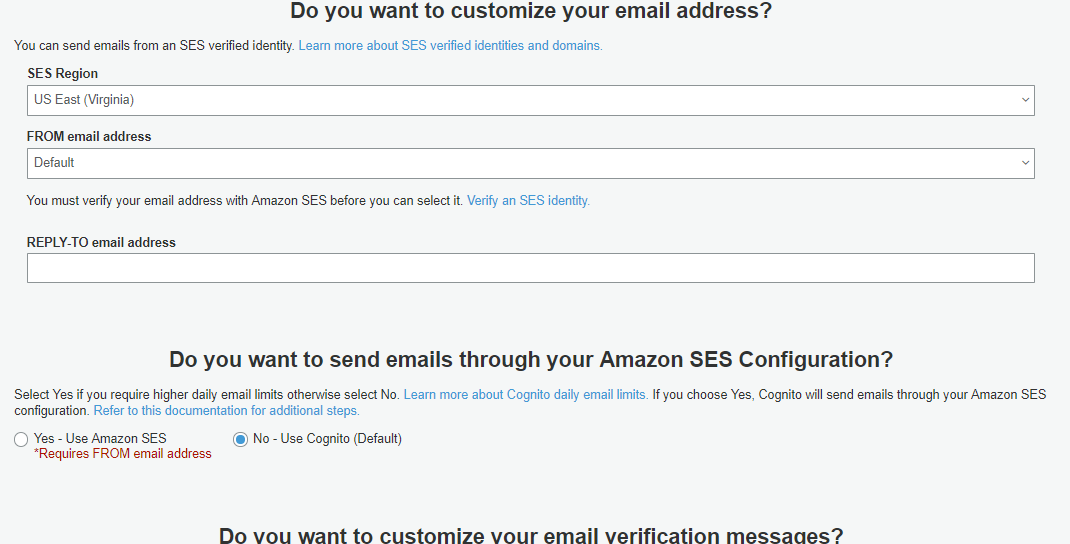 Do you want to customize your email address?
You can send emails from an SES verified identity. Learn more about SES verified identities and domains.
SES Region
US East (Virginia)
FROM email address
Default
You must verify your email address with Amazon SES before you can select it. Verify an SES identity.
REPLY-TO email address
Do you want to send emails through your Amazon SES Configuration?
Select Yes if you require higher daily email limits otherwise select No. Learn more about Cognito daily email limits. If you choose Yes, Cognito will send emails through your Amazon SES
configuration. Refer to this documentation for additional steps.
Yes - Use Amazon SES
*Requires FROM email address
No - Use Cognito (Default)
Do you want to customize your email verification messages?